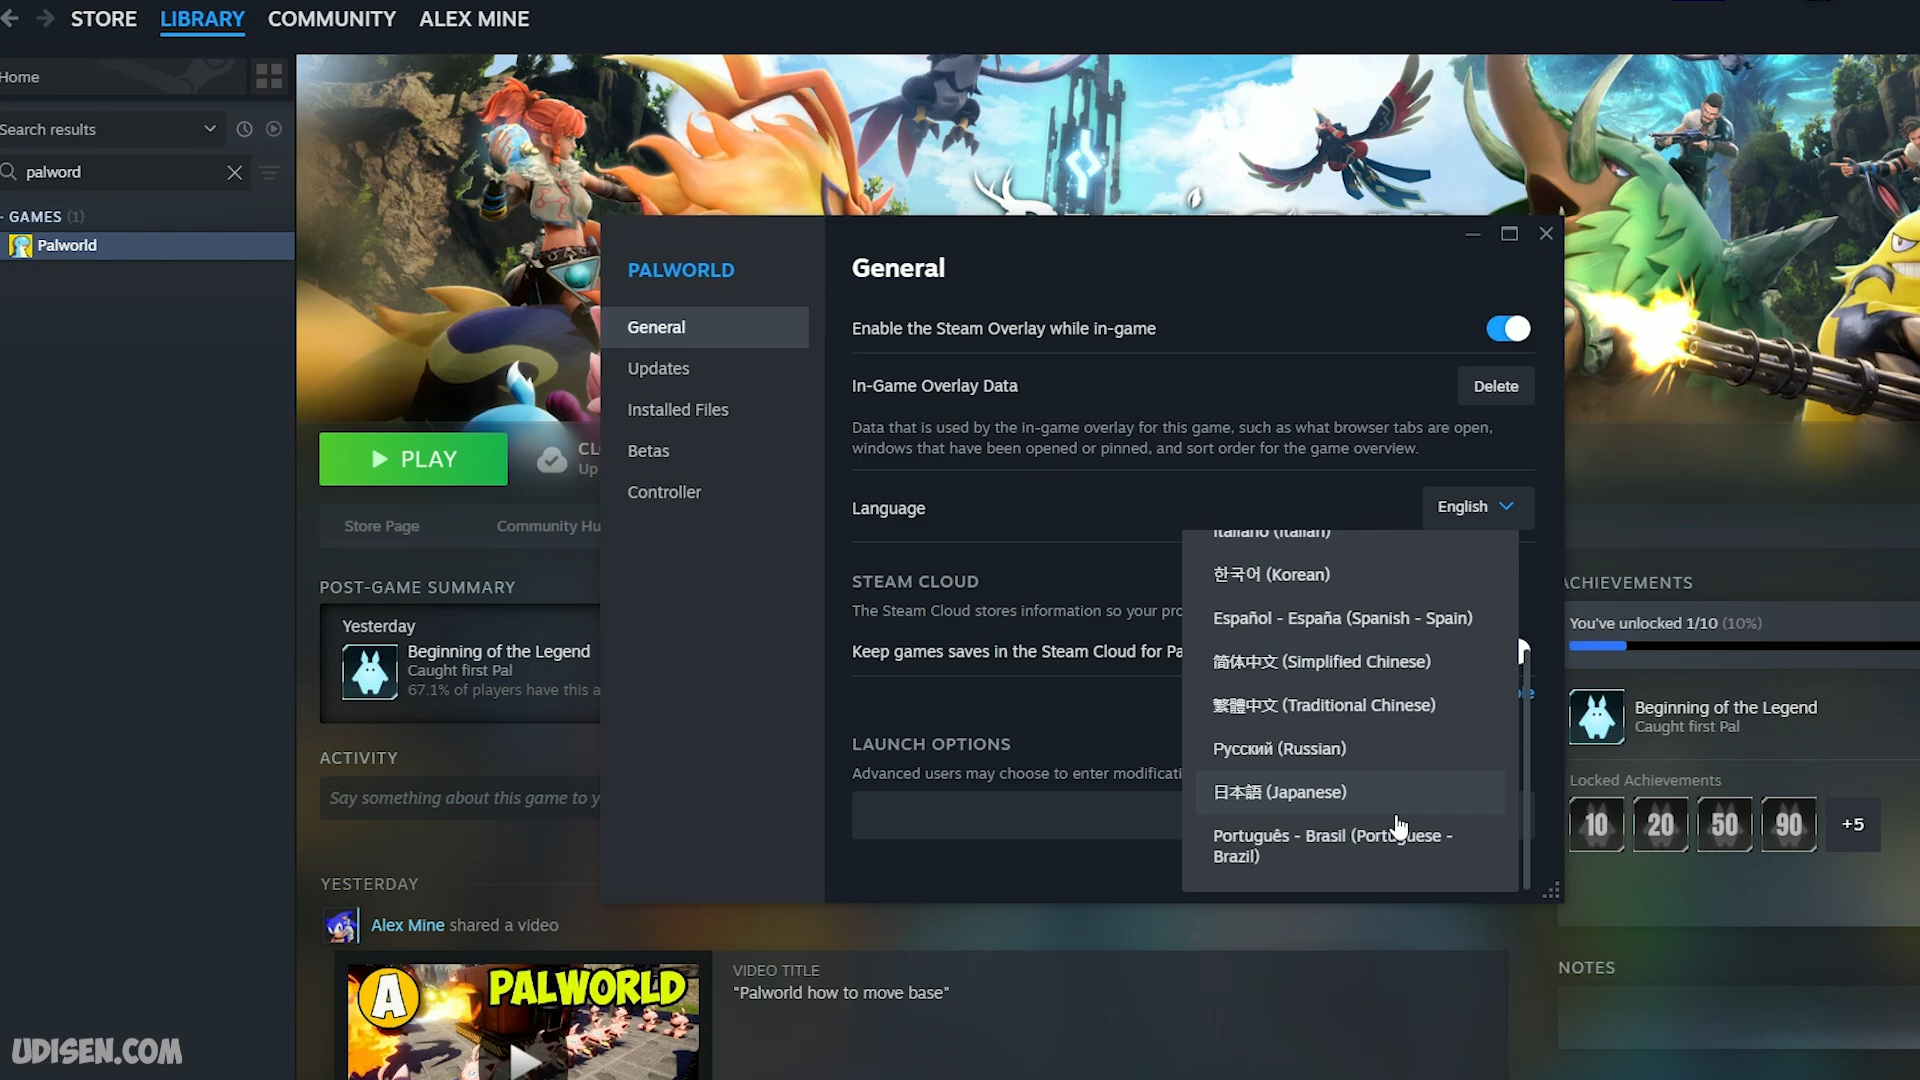 STORE LIBRARY COMMUNITY ALEX MINE
Home
Search results
palword
- GAMES (1)
Palworld
PLAY
Store Page
POST-GAME SUMMARY
Yesterday
Beginning of the Legend
Caught first Pal
67.1% of players have this a
ACTIVITY
Say something about this game to y
YESTERDAY
Alex Mine shared a video
A PALWORLD
VIDEO TITLE
"Palworld how to move base"
PALWORLD
General
Updates
Installed Files
Betas
Controller
General
Enable the Steam Overlay while in-game
In-Game Overlay Data
Delete
Data that is used by the in-game overlay for this game, such as what browser tabs are open,
windows that have been opened or pinned, and sort order for the game overview.
Language
English
Italiano (Italian)
한국어 (Korean)
Español - España (Spanish - Spain)
简体中文 (Simplified Chinese)
繁體中文 (Traditional Chinese)
Русский (Russian)
日本語 (Japanese)
Português - Brasil (Portuguese -
Brazil)
STEAM CLOUD
The Steam Cloud stores information so your
Keep games saves in the Steam Cloud for
LAUNCH OPTIONS
Advanced users may choose to enter
ACHIEVEMENTS
You've unlocked 1/10 (10%)
Beginning of the Legend
Caught first Pal
Locked Achievements
10 20 50 90 +5
NOTES
UDISEN.COM